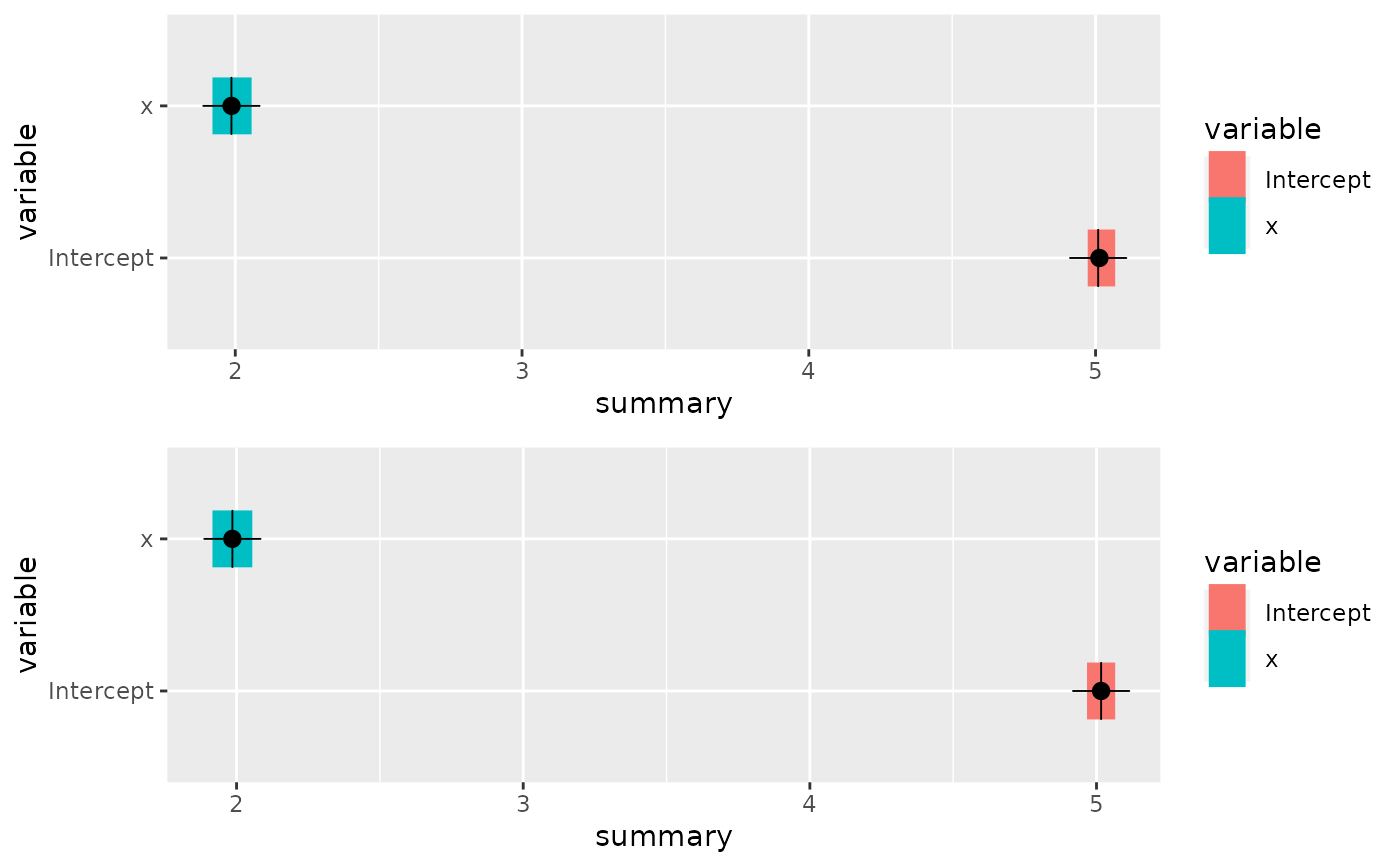 variable
x
Intercept
2 3 4 5
summary
variable
Intercept
x
variable
x
Intercept
2 3 4 5
summary
variable
Intercept
x